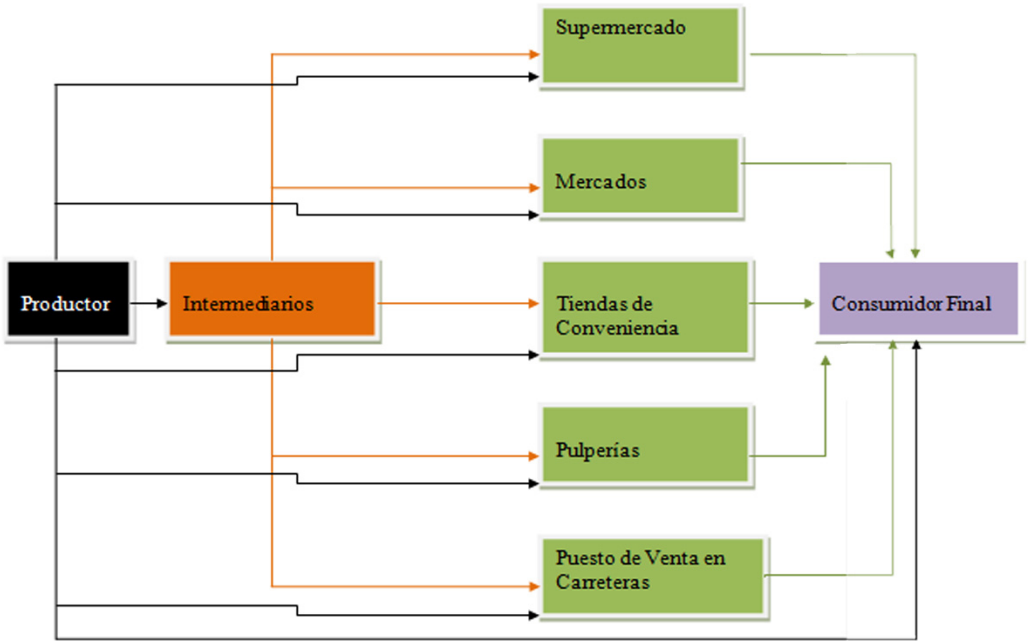 Supermercado
Mercados
Productor
Intermediarios
Tiendas de
Conveniencia
Consumidor Final
Pulperías
Puesto de Venta en
Carreteras